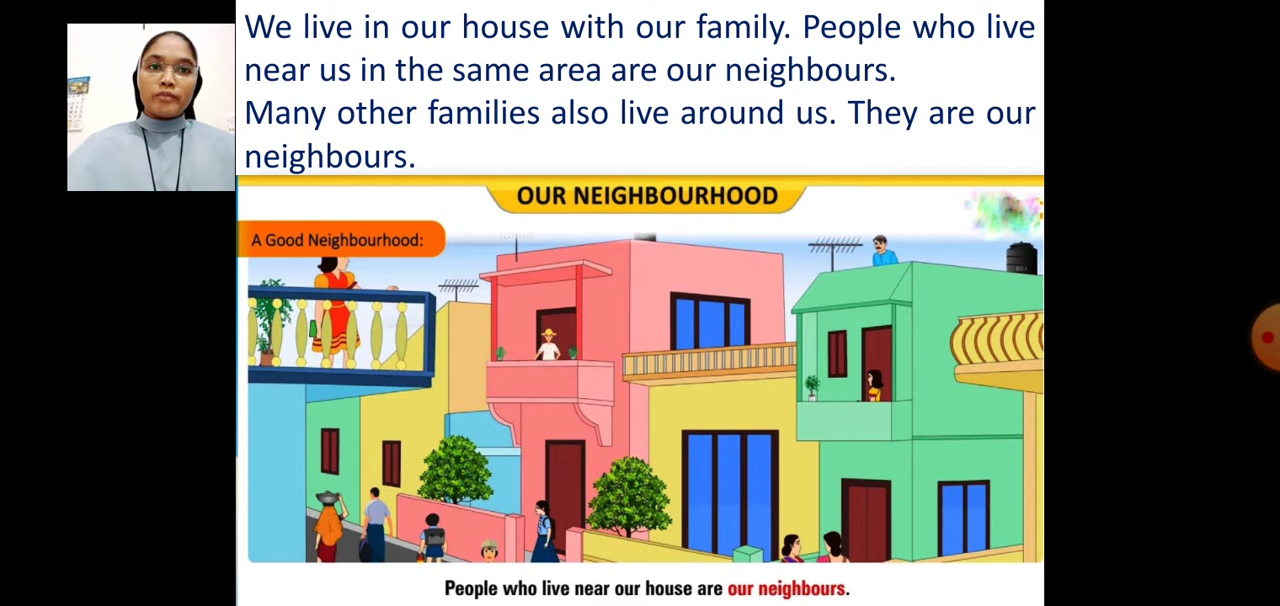 We live in our house with our family. People who live
near us in the same area are our neighbours.
Many other families also live around us. They are our
neighbours.
OUR NEIGHBOURHOOD
A Good Neighbourhood:
People who live near our house are our neighbours.